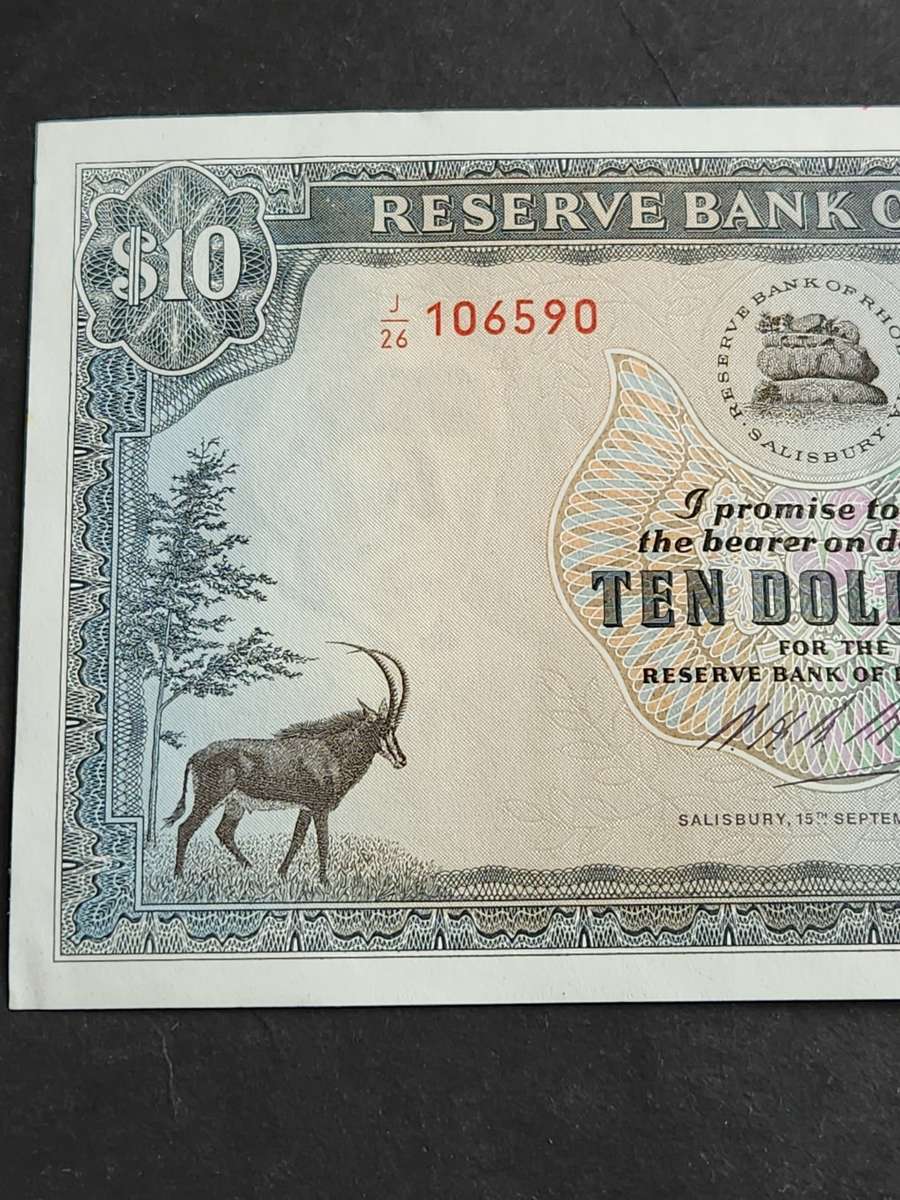 RESERVE BANK O
$10
J/26 106590
RESERVE BANK OF RHO
SALISBURY
I promise to
the bearer on d
TEN DOLL
FOR THE
RESERVE BANK OF
SALISBURY, 15TH SEPTEM